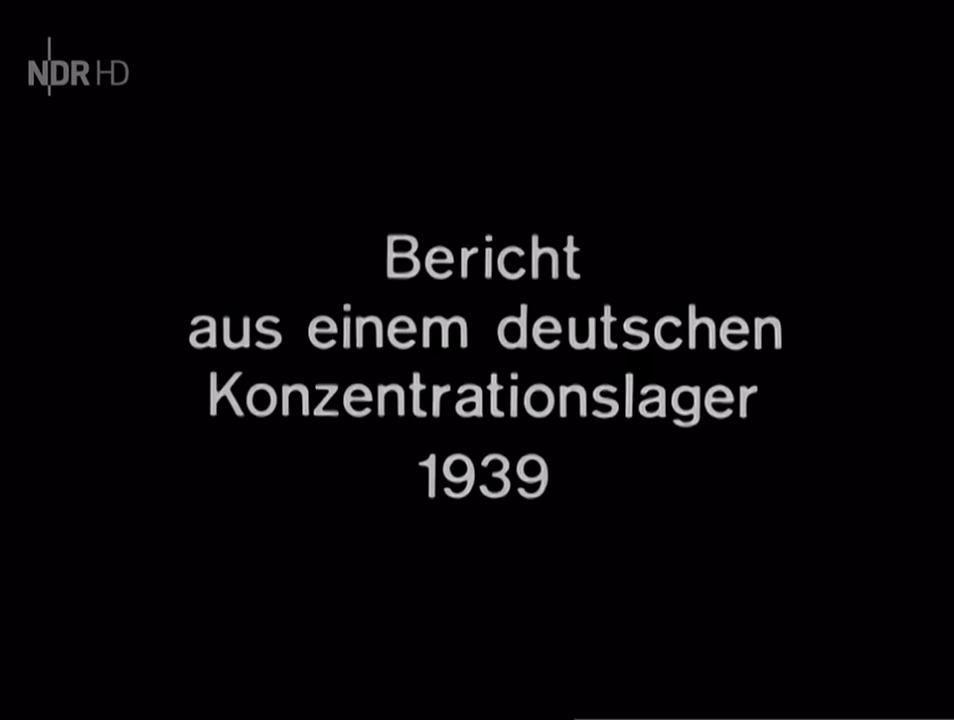 NDR HD
Bericht
aus einem deutschen
Konzentrationslager
1939